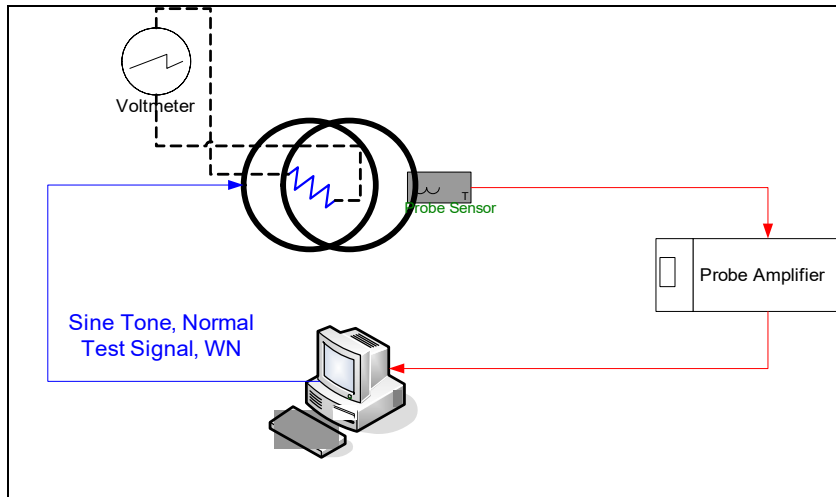 Voltmeter
T
Probe Sensor
Probe Amplifier
Sine Tone, Normal
Test Signal, WN